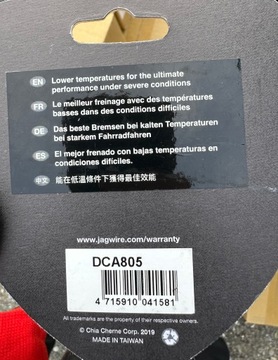 EN Lower temperatures for the ultimate
performance under severe conditions
FR Le meilleur freinage avec des températures
basses dans des conditions difficiles
DE Das beste Bremsen bei kalten Temperaturen
bei starkem Fahrradfahren
ES El mejor frenado con bajas temperaturas en
condiciones difíciles.
中文 能在低溫條件下獲得最佳效能
www.jagwire.com/warranty
DCA805
4 715910 041581
All trademarks are the property of their respective owners.
© Chia Cherne Corp. 2019
MADE IN TAIWAN